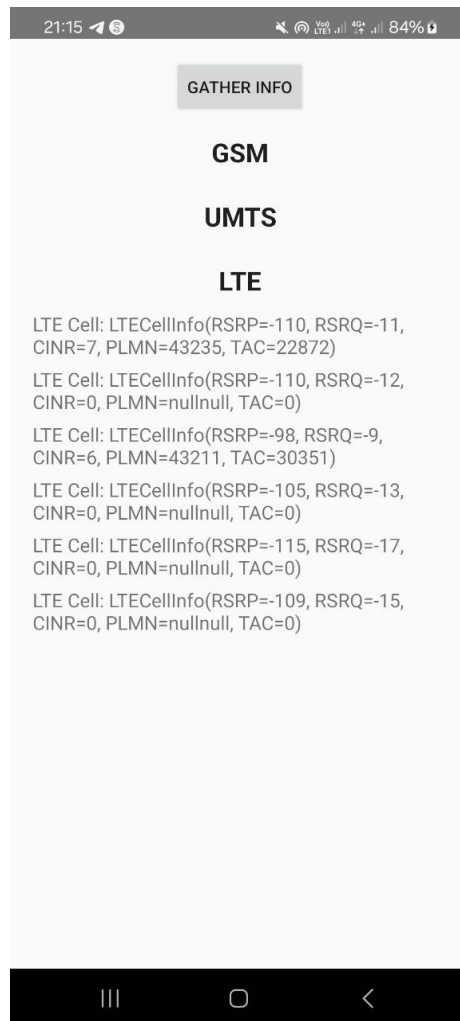 21:15 Vo) LTE1 4G+ 84%
GATHER INFO
GSM
UMTS
LTE
LTE Cell: LTECellInfo(RSRP=-110, RSRQ=-11,
CINR=7, PLMN=43235, TAC=22872)
LTE Cell: LTECellInfo(RSRP=-110, RSRQ=-12,
CINR=0, PLMN=nullnull, TAC=0)
LTE Cell: LTECellInfo(RSRP=-98, RSRQ=-9,
CINR=6, PLMN=43211, TAC=30351)
LTE Cell: LTECellInfo(RSRP=-105, RSRQ=-13,
CINR=0, PLMN=nullnull, TAC=0)
LTE Cell: LTECellInfo(RSRP=-115, RSRQ=-17,
CINR=0, PLMN=nullnull, TAC=0)
LTE Cell: LTECellInfo(RSRP=-109, RSRQ=-15,
CINR=0, PLMN=nullnull, TAC=0)